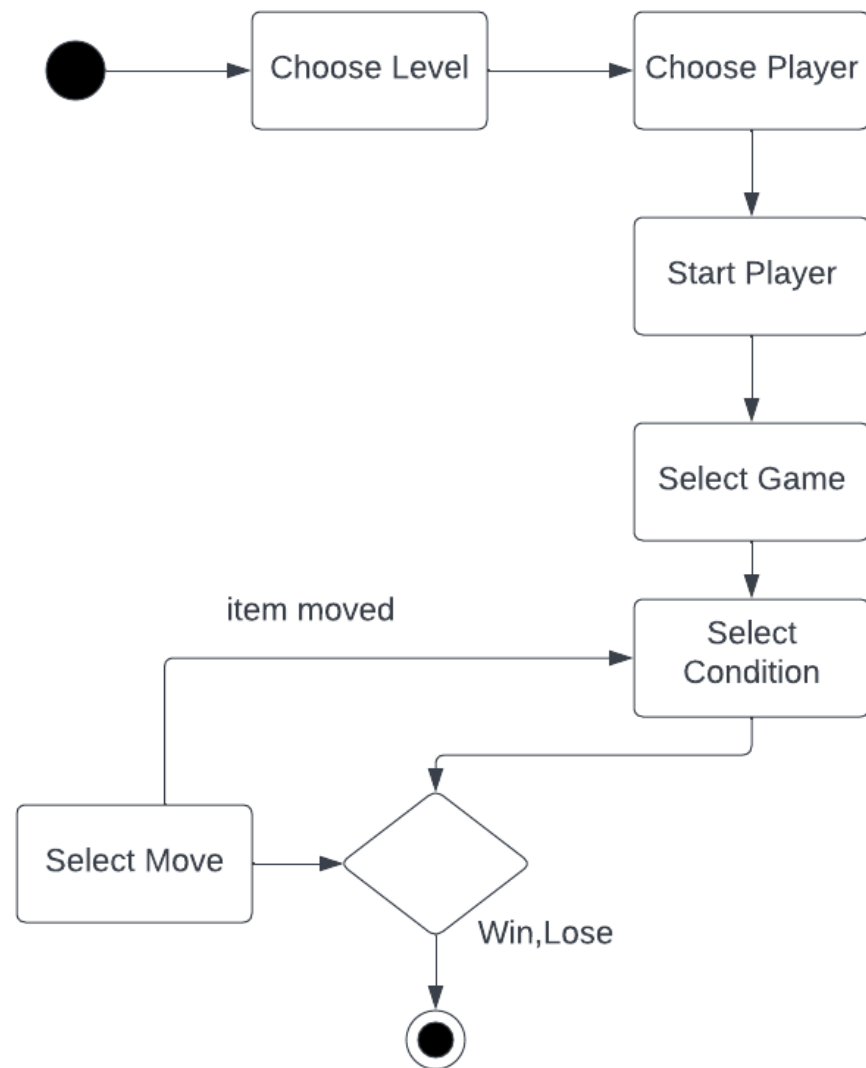 Choose Level
Choose Player
Start Player
Select Game
item moved
Select
Condition
Select Move
Win,Lose